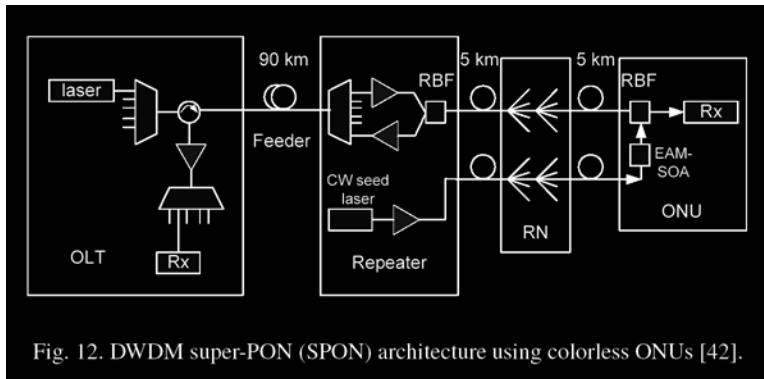 90 km
5 km
5 km
laser
RBF
RBF
Rx
Feeder
EAM-
SOA
CW seed
laser
ONU
RN
OLT
Rx
Repeater
Fig. 12. DWDM super-PON (SPON) architecture using colorless ONUs [42].